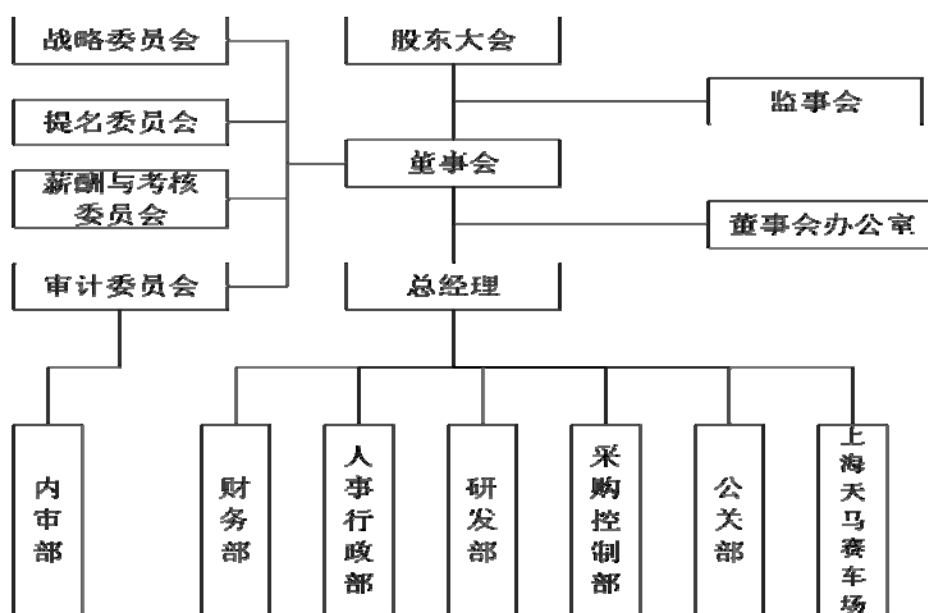 战略委员会
股东大会
监事会
提名委员会
董事会
薪酬与考核
委员会
董事会办公室
审计委员会
总经理
内审部
财务部
人事行政部
研发部
采购控制部
公关部
上海天马赛车场